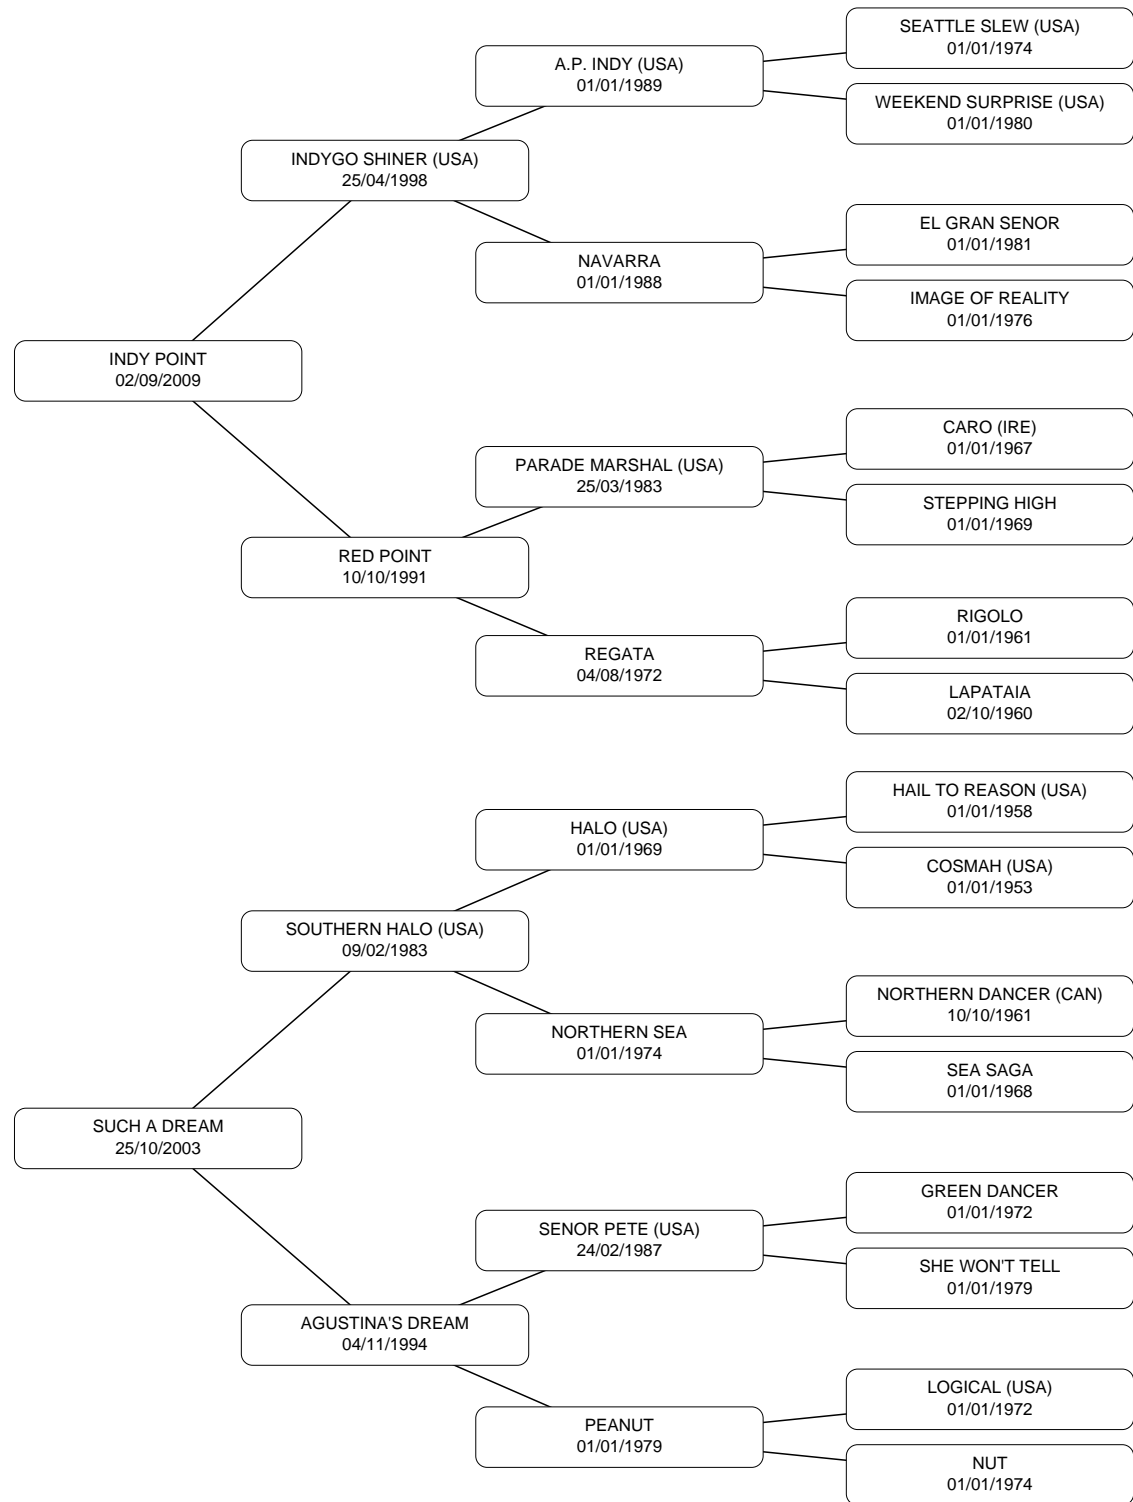 SEATTLE SLEW (USA)
01/01/1974
A.P. INDY (USA)
01/01/1989
WEEKEND SURPRISE (USA)
01/01/1980
INDYGO SHINER (USA)
25/04/1998
EL GRAN SENOR
01/01/1981
NAVARRA
01/01/1988
IMAGE OF REALITY
01/01/1976
INDY POINT
02/09/2009
CARO (IRE)
01/01/1967
PARADE MARSHAL (USA)
25/03/1983
STEPPING HIGH
01/01/1969
RED POINT
10/10/1991
RIGOLO
01/01/1961
REGATA
04/08/1972
LAPATAIA
02/10/1960
HAIL TO REASON (USA)
01/01/1958
HALO (USA)
01/01/1969
COSMAH (USA)
01/01/1953
SOUTHERN HALO (USA)
09/02/1983
NORTHERN DANCER (CAN)
10/10/1961
NORTHERN SEA
01/01/1974
SEA SAGA
01/01/1968
SUCH A DREAM
25/10/2003
GREEN DANCER
01/01/1972
SENOR PETE (USA)
24/02/1987
SHE WON'T TELL
01/01/1979
AGUSTINA'S DREAM
04/11/1994
LOGICAL (USA)
01/01/1972
PEANUT
01/01/1979
NUT
01/01/1974